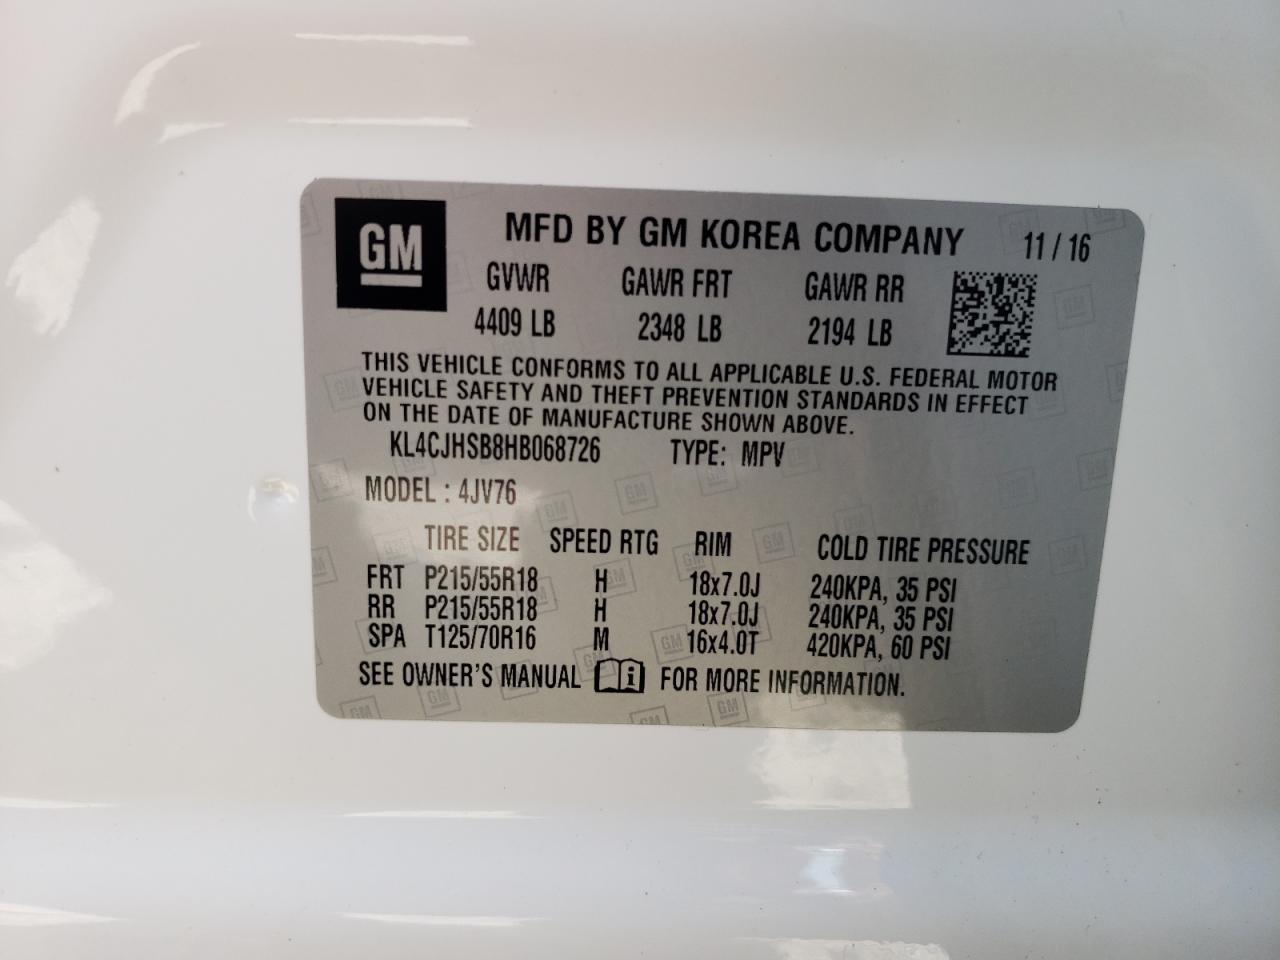 GM
MFD BY GM KOREA COMPANY 11 / 16
GVWR GAWR FRT GAWR RR
4409 LB 2348 LB 2194 LB
THIS VEHICLE CONFORMS TO ALL APPLICABLE U.S. FEDERAL MOTOR
VEHICLE SAFETY AND THEFT PREVENTION STANDARDS IN EFFECT
ON THE DATE OF MANUFACTURE SHOWN ABOVE.
KL4CJHSB8HB068726 TYPE: MPV
MODEL : 4JV76
TIRE SIZE SPEED RTG RIM COLD TIRE PRESSURE
FRT P215/55R18 H 18x7.0J 240KPA, 35 PSI
RR P215/55R18 H 18x7.0J 240KPA, 35 PSI
SPA T125/70R16 M 16x4.0T 420KPA, 60 PSI
SEE OWNER'S MANUAL i FOR MORE INFORMATION.